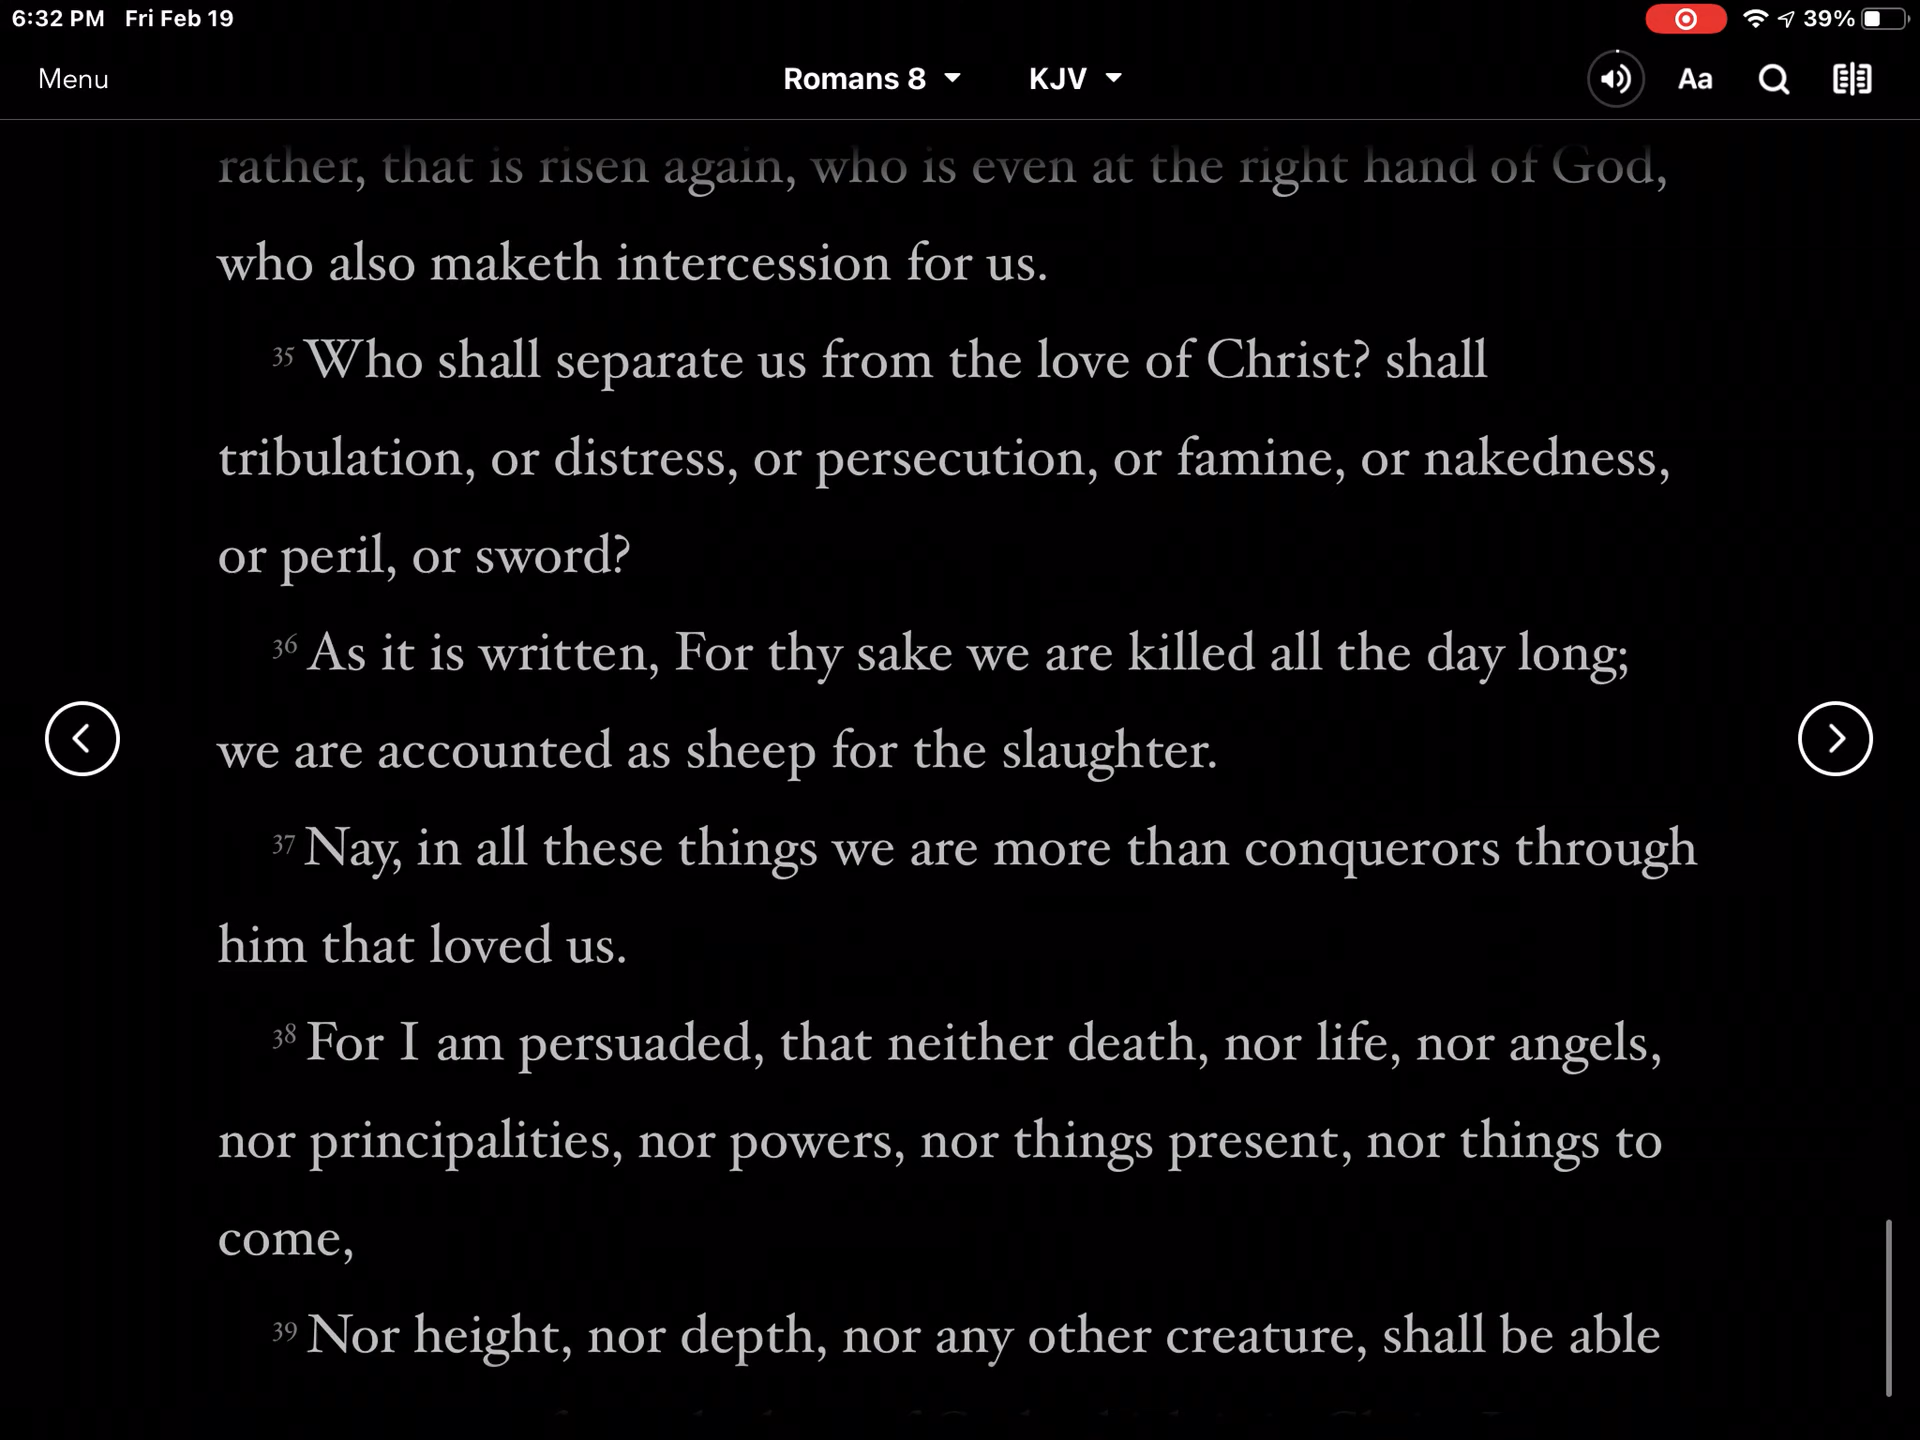 6:32 PM Fri Feb 19 39%
Menu Romans 8 KJV Aa
rather, that is risen again, who is even at the right hand of God,
who also maketh intercession for us.
35 Who shall separate us from the love of Christ? shall
tribulation, or distress, or persecution, or famine, or nakedness,
or peril, or sword?
36 As it is written, For thy sake we are killed all the day long;
we are accounted as sheep for the slaughter.
37 Nay, in all these things we are more than conquerors through
him that loved us.
38 For I am persuaded, that neither death, nor life, nor angels,
nor principalities, nor powers, nor things present, nor things to
come,
39 Nor height, nor depth, nor any other creature, shall be able